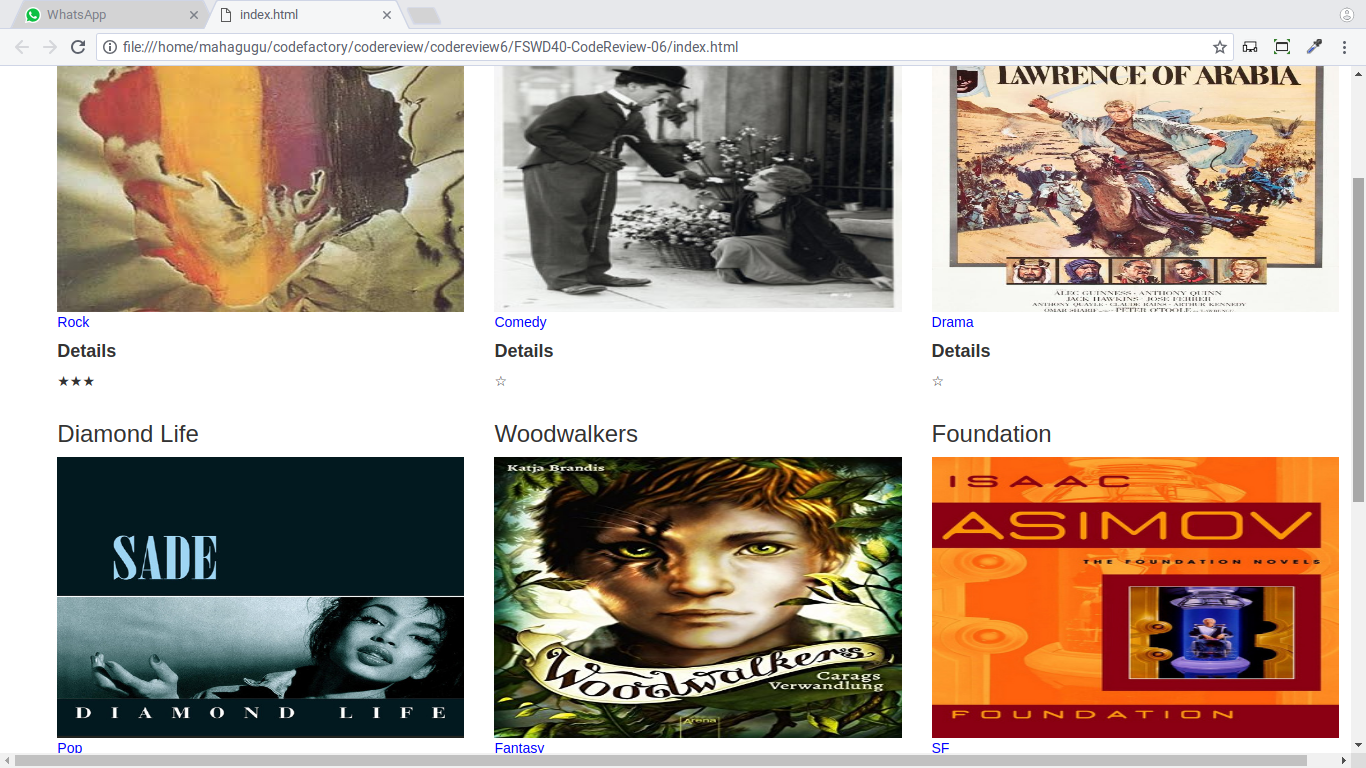 WhatsApp
index.html
file:///home/mahagugu/codefactory/codereview/codereview6/FSWD40-CodeReview-06/index.html
LAWRENCE OF ARABIA
ALEC GUINNESS · ANTHONY QUINN
JACK HAWKINS · JOSE FERRER
ANTHONY QUAYLE · CLAUDE RAINS · ARTHUR KENNEDY
OMAR SHARIF PETER O'TOOLE
Rock
Comedy
Drama
Details
Details
Details
★★★
☆
☆
Diamond Life
Woodwalkers
Foundation
SADE
DIAMOND LIFE
Katja Brandis
Woodwalkers
Carags
Verwandlung
Arena
ISAAC
ASIMOV
THE FOUNDATION NOVELS
FOUNDATION
Pop
Fantasy
SF